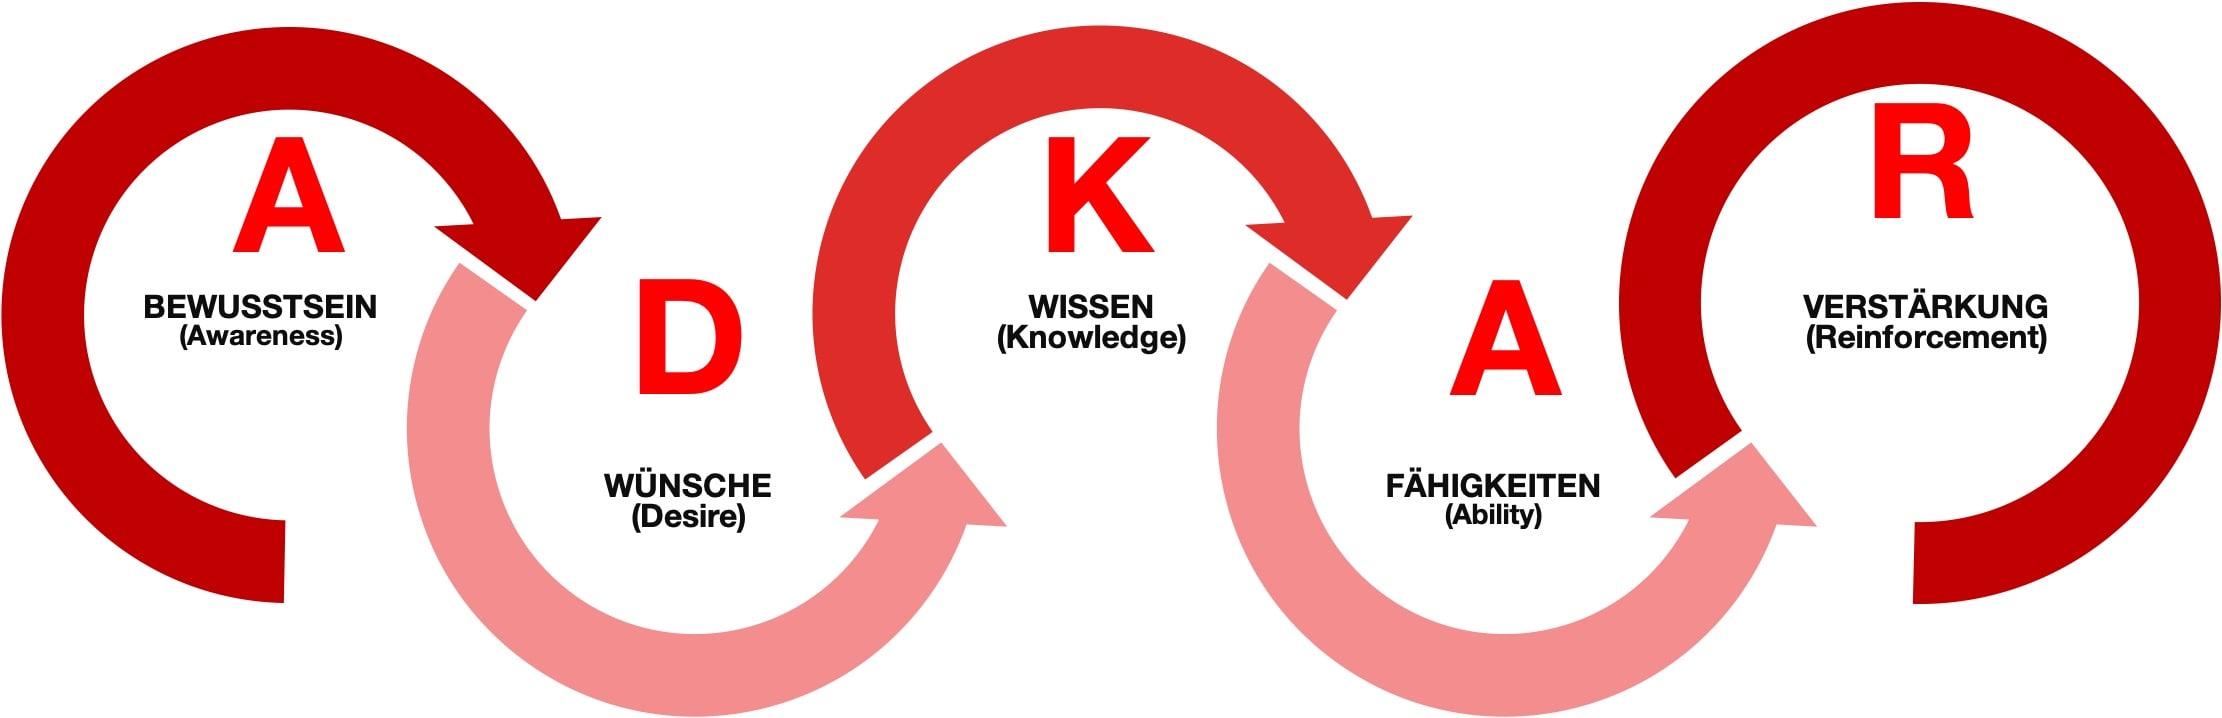 A
BEWUSSTSEIN
(Awareness)
D
WÜNSCHE
(Desire)
K
WISSEN
(Knowledge)
A
FÄHIGKEITEN
(Ability)
R
VERSTÄRKUNG
(Reinforcement)